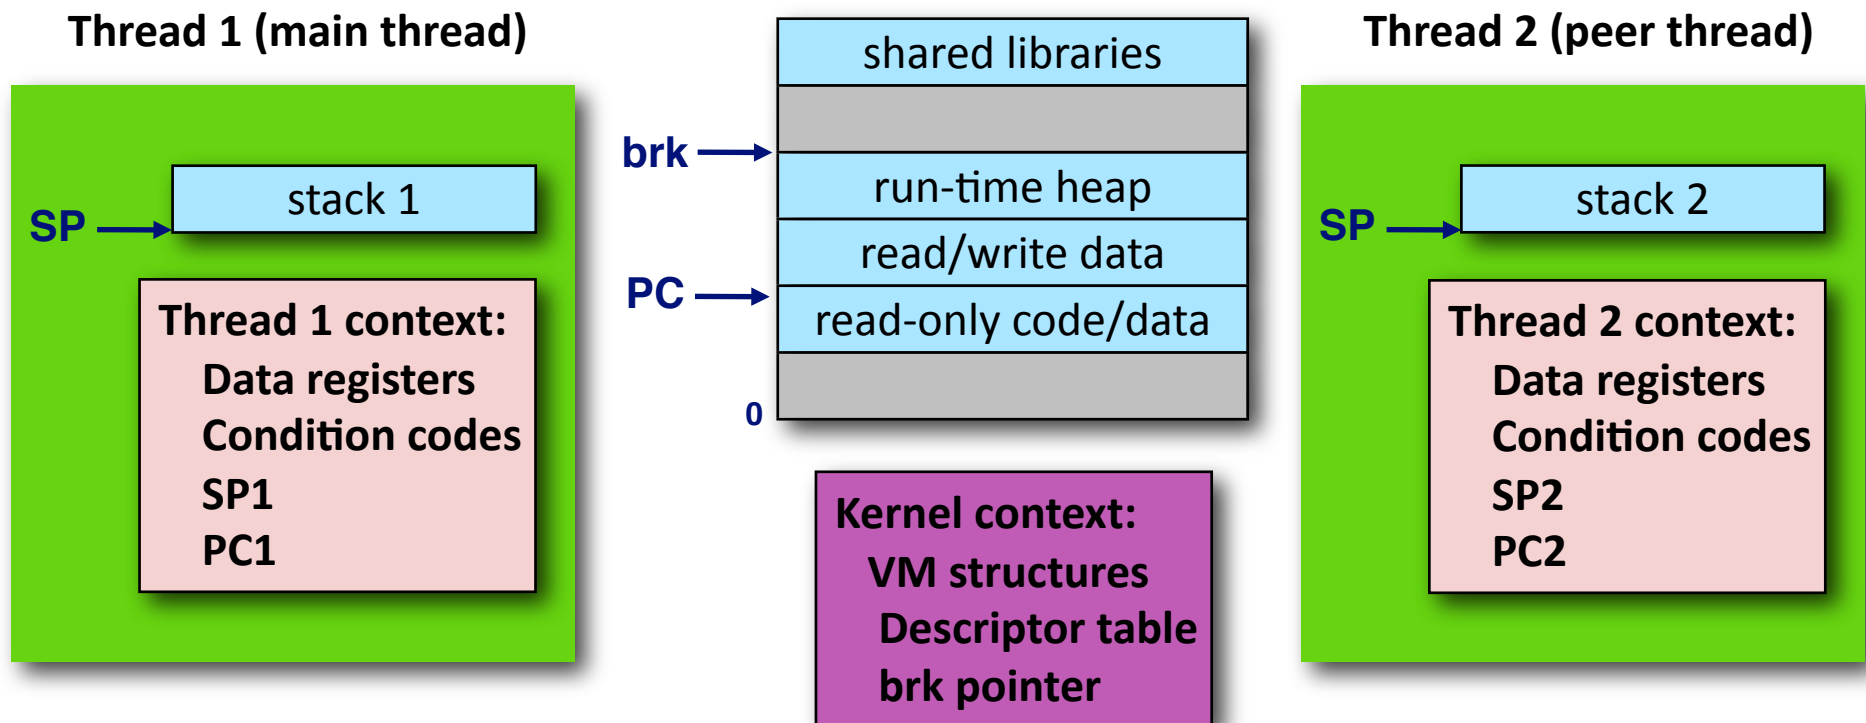 Thread 1 (main thread)
SP
stack 1
Thread 1 context:
Data registers
Condition codes
SP1
PC1
shared libraries
brk
run-time heap
read/write data
PC
read-only code/data
0
Kernel context:
VM structures
Descriptor table
brk pointer
Thread 2 (peer thread)
SP
stack 2
Thread 2 context:
Data registers
Condition codes
SP2
PC2